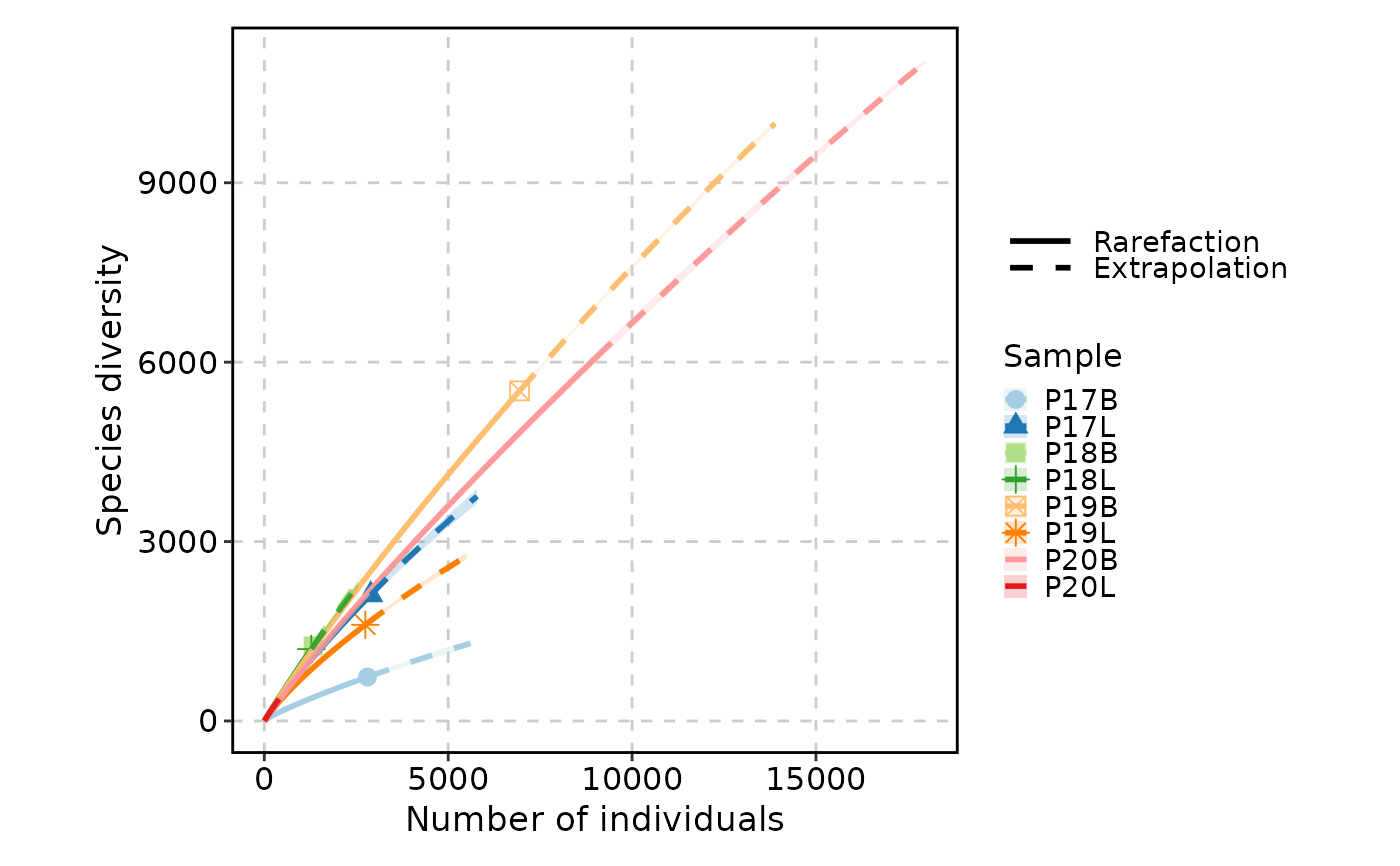 Species diversity
9000
6000
3000
0
0 5000 10000 15000
Number of individuals
Rarefaction
Extrapolation
Sample
P17B
P17L
P18B
P18L
P19B
P19L
P20B
P20L